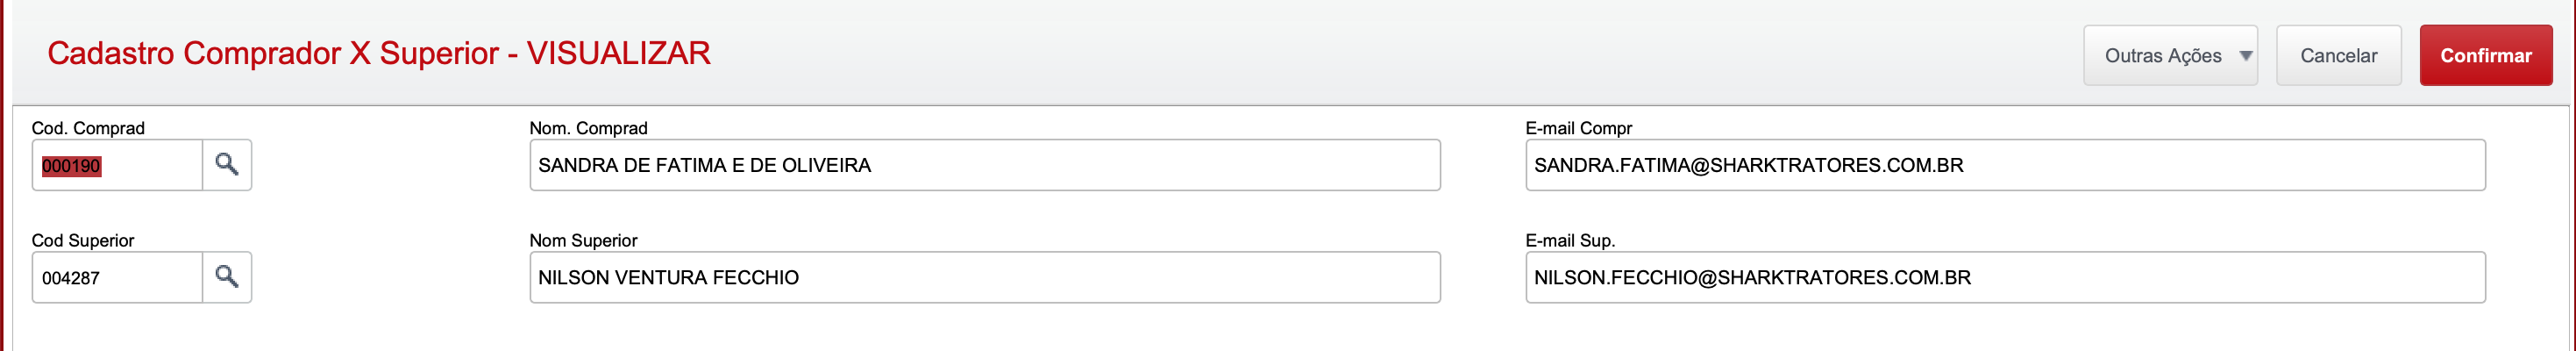 Cadastro Comprador X Superior - VISUALIZAR
Outras Ações
Cancelar
Confirmar
Cod. Comprad
Nom. Comprad
E-mail Compr
000190
SANDRA DE FATIMA E DE OLIVEIRA
SANDRA.FATIMA@SHARKTRATORES.COM.BR
Cod Superior
Nom Superior
E-mail Sup.
004287
NILSON VENTURA FECCHIO
NILSON.FECCHIO@SHARKTRATORES.COM.BR